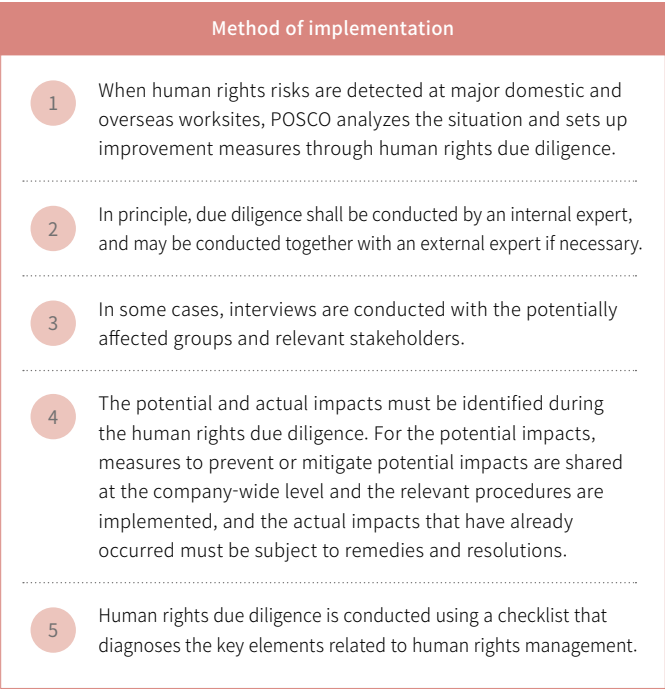 Method of implementation
1
When human rights risks are detected at major domestic and
overseas worksites, POSCO analyzes the situation and sets up
improvement measures through human rights due diligence.
2
In principle, due diligence shall be conducted by an internal expert,
and may be conducted together with an external expert if necessary.
3
In some cases, interviews are conducted with the potentially
affected groups and relevant stakeholders.
4
The potential and actual impacts must be identified during
the human rights due diligence. For the potential impacts,
measures to prevent or mitigate potential impacts are shared
at the company-wide level and the relevant procedures are
implemented, and the actual impacts that have already
occurred must be subject to remedies and resolutions.
5
Human rights due diligence is conducted using a checklist that
diagnoses the key elements related to human rights management.